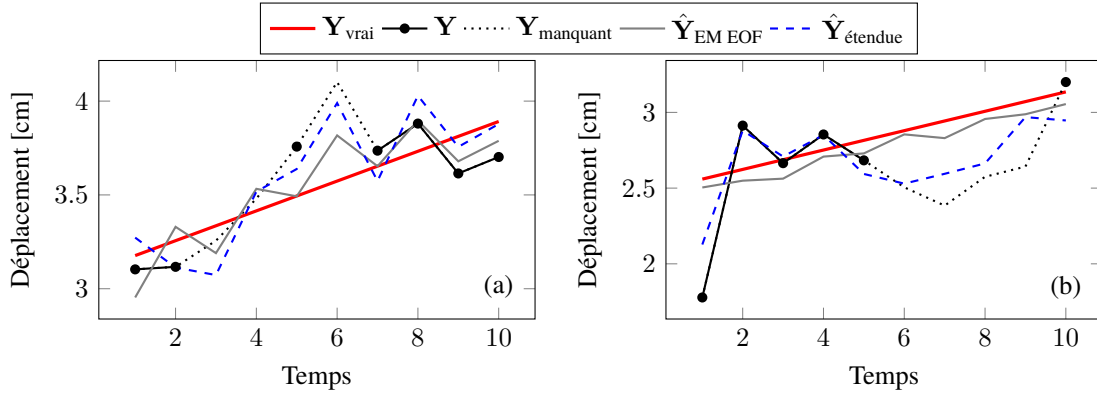 Y_vrai Y Y_manquant Ŷ_EM EOF Ŷ_étendue
Déplacement [cm]
4
3.5
3
2 4 6 8 10
Temps
(a)
Déplacement [cm]
3
2.5
2
2 4 6 8 10
Temps
(b)